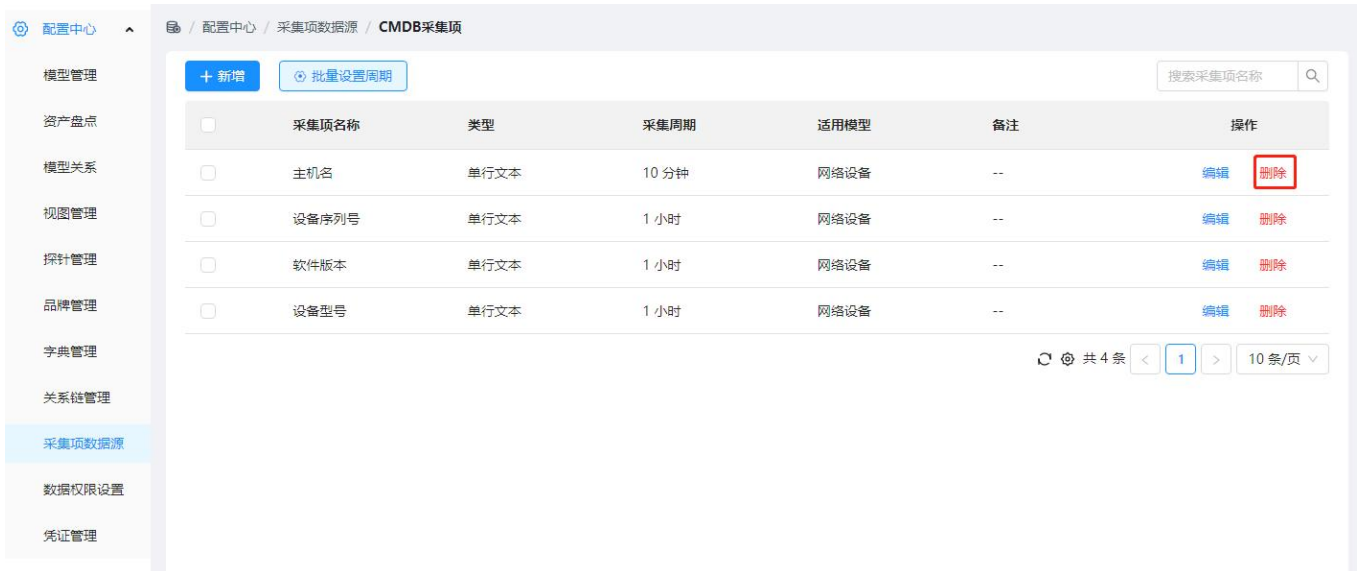 配置中心
模型管理
资产盘点
模型关系
视图管理
探针管理
品牌管理
字典管理
关系链管理
采集项数据源
数据权限设置
凭证管理
/ 配置中心 / 采集项数据源 / CMDB采集项
+ 新增 批量设置周期 搜索采集项名称
采集项名称 类型 采集周期 适用模型 备注 操作
主机名 单行文本 10 分钟 网络设备 -- 编辑 删除
设备序列号 单行文本 1 小时 网络设备 -- 编辑 删除
软件版本 单行文本 1 小时 网络设备 -- 编辑 删除
设备型号 单行文本 1 小时 网络设备 -- 编辑 删除
共 4 条 < 1 > 10 条/页